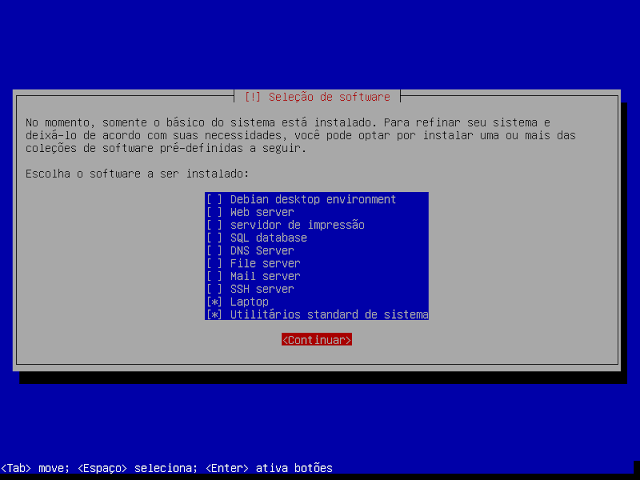 [!] Seleção de software
No momento, somente o básico do sistema está instalado. Para refinar seu sistema e
deixá-lo de acordo com suas necessidades, você pode optar por instalar uma ou mais das
coleções de software pré-definidas a seguir.
Escolha o software a ser instalado:
[ ] Debian desktop environment
[ ] Web server
[ ] servidor de impressão
[ ] SQL database
[ ] DNS Server
[ ] File server
[ ] Mail server
[ ] SSH server
[*] Laptop
[*] Utilitários standard de sistema
<Continuar>
<Tab> move; <Espaço> seleciona; <Enter> ativa botões